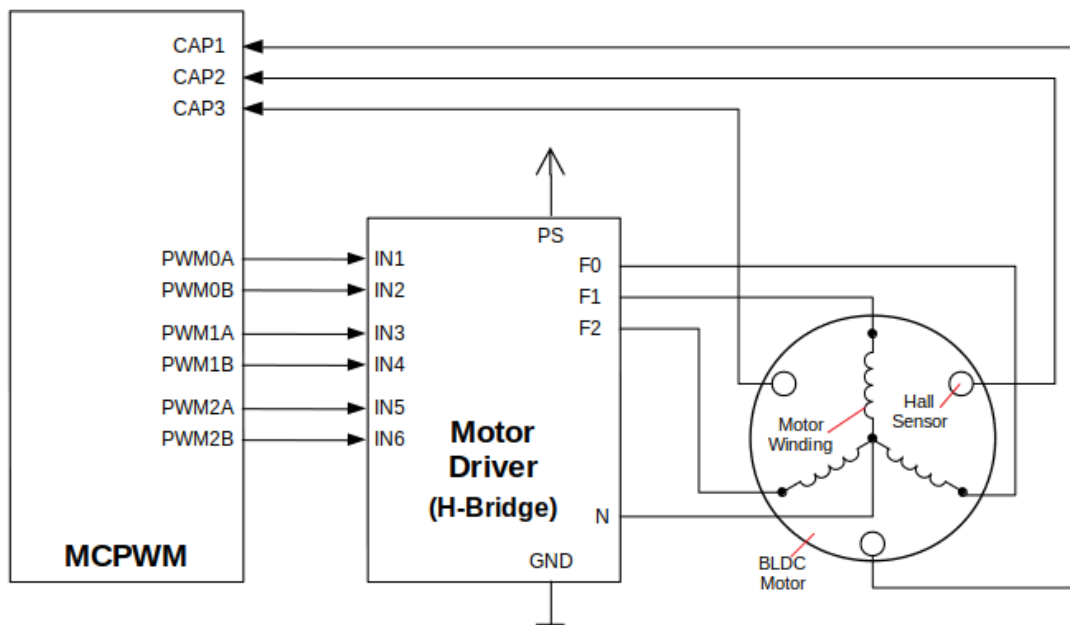 CAP1
CAP2
CAP3
PWM0A
PWM0B
PWM1A
PWM1B
PWM2A
PWM2B
MCPWM
PS
IN1
IN2
IN3
IN4
IN5
IN6
F0
F1
F2
Motor
Driver
(H-Bridge)
N
GND
Motor
Winding
Hall
Sensor
BLDC
Motor